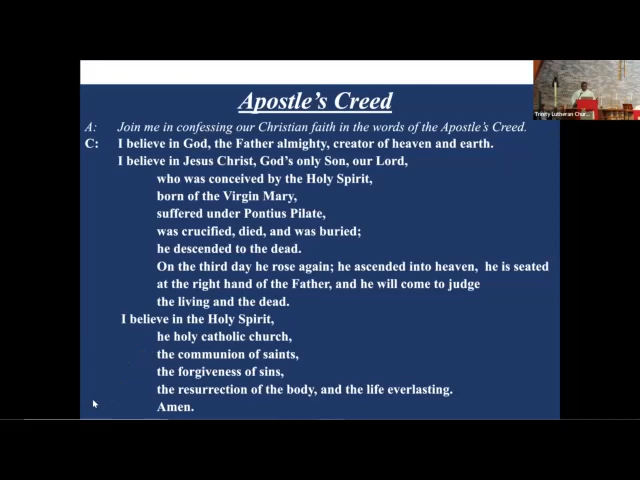 Apostle's Creed
A: Join me in confessing our Christian faith in the words of the Apostle's Creed.
C: I believe in God, the Father almighty, creator of heaven and earth.
I believe in Jesus Christ, God's only Son, our Lord,
who was conceived by the Holy Spirit,
born of the Virgin Mary,
suffered under Pontius Pilate,
was crucified, died, and was buried;
he descended to the dead.
On the third day he rose again; he ascended into heaven, he is seated
at the right hand of the Father, and he will come to judge
the living and the dead.
I believe in the Holy Spirit,
he holy catholic church,
the communion of saints,
the forgiveness of sins,
the resurrection of the body, and the life everlasting.
Amen.
Trinity Lutheran Chur...